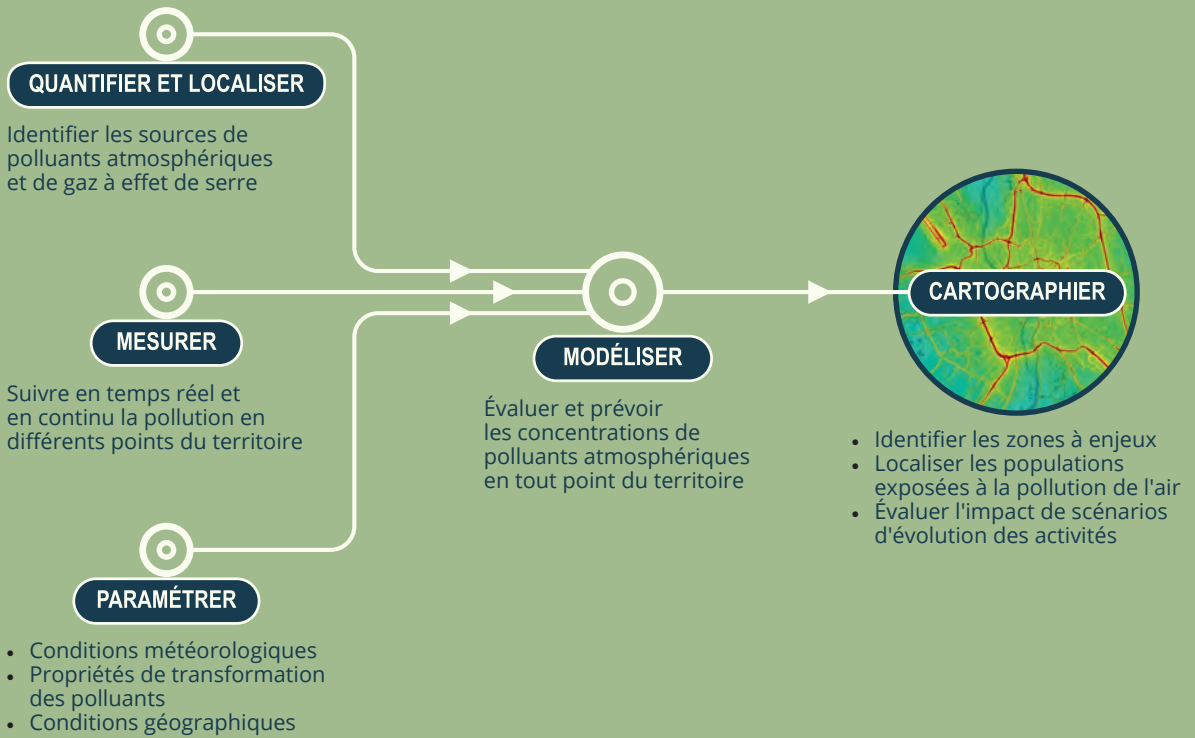 QUANTIFIER ET LOCALISER
Identifier les sources de
polluants atmosphériques
et de gaz à effet de serre
MESURER
Suivre en temps réel et
en continu la pollution en
différents points du territoire
PARAMÉTRER
• Conditions météorologiques
• Propriétés de transformation
des polluants
• Conditions géographiques
MODÉLISER
Évaluer et prévoir
les concentrations de
polluants atmosphériques
en tout point du territoire
CARTOGRAPHIER
• Identifier les zones à enjeux
• Localiser les populations
exposées à la pollution de l'air
• Évaluer l'impact de scénarios
d'évolution des activités